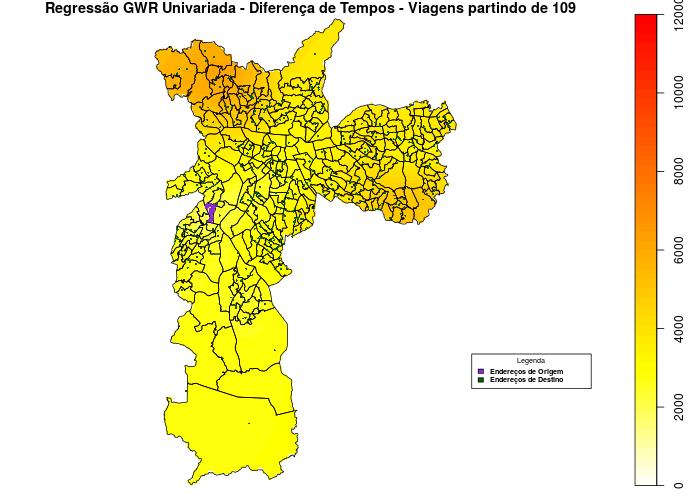 Regressão GWR Univariada - Diferença de Tempos - Viagens partindo de 109
12000
10000
8000
6000
4000
2000
0
Legenda
Endereços de Origem
Endereços de Destino